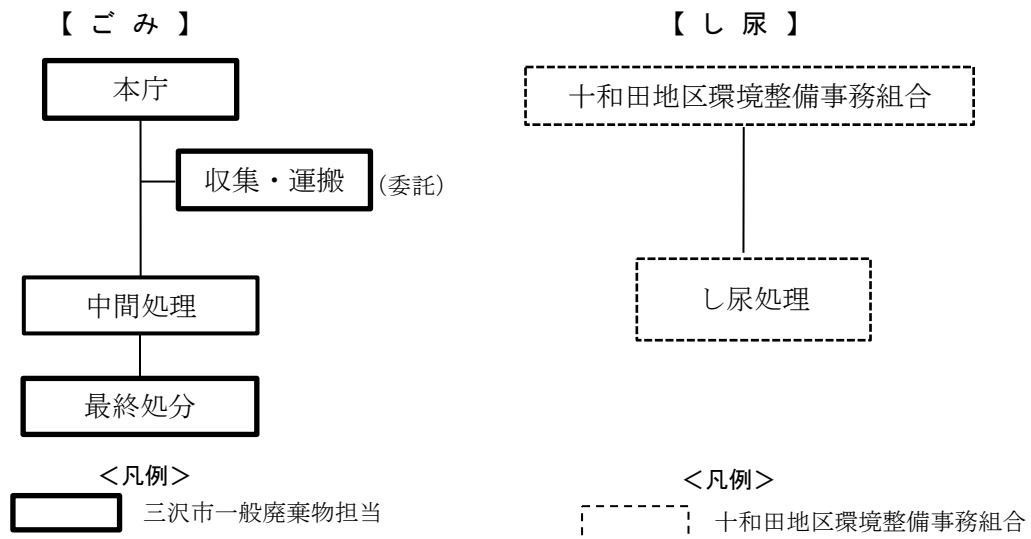 【 ご み 】
本庁
収集・運搬 (委託)
中間処理
最終処分
＜凡例＞
三沢市一般廃棄物担当
【 し 尿 】
十和田地区環境整備事務組合
し尿処理
＜凡例＞
十和田地区環境整備事務組合